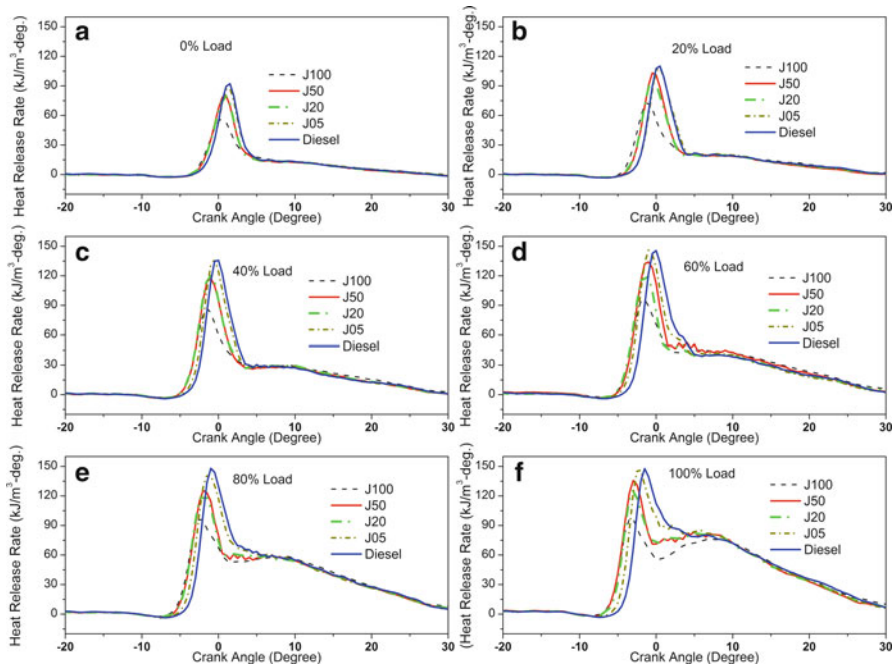 a
0% Load
J100
J50
J20
J05
Diesel
Heat Release Rate (kJ/m³-deg.)
150
120
90
60
30
0
-20 -10 0 10 20 30
Crank Angle (Degree)
b
20% Load
J100
J50
J20
J05
Diesel
Heat Release Rate (kJ/m³-deg.)
150
120
90
60
30
0
-20 -10 0 10 20 30
Crank Angle (Degree)
c
40% Load
J100
J50
J20
J05
Diesel
Heat Release Rate (kJ/m³-deg.)
150
120
90
60
30
0
-20 -10 0 10 20 30
Crank Angle (Degree)
d
60% Load
J100
J50
J20
J05
Diesel
Heat Release Rate (kJ/m³-deg.)
150
120
90
60
30
0
-20 -10 0 10 20 30
Crank Angle (Degree)
e
80% Load
J100
J50
J20
J05
Diesel
Heat Release Rate (kJ/m³-deg.)
150
120
90
60
30
0
-20 -10 0 10 20 30
Crank Angle (Degree)
f
100% Load
J100
J50
J20
J05
Diesel
(Heat Release Rate (kJ/m³-deg.)
150
120
90
60
30
0
-20 -10 0 10 20 30
Crank Angle (Degree)